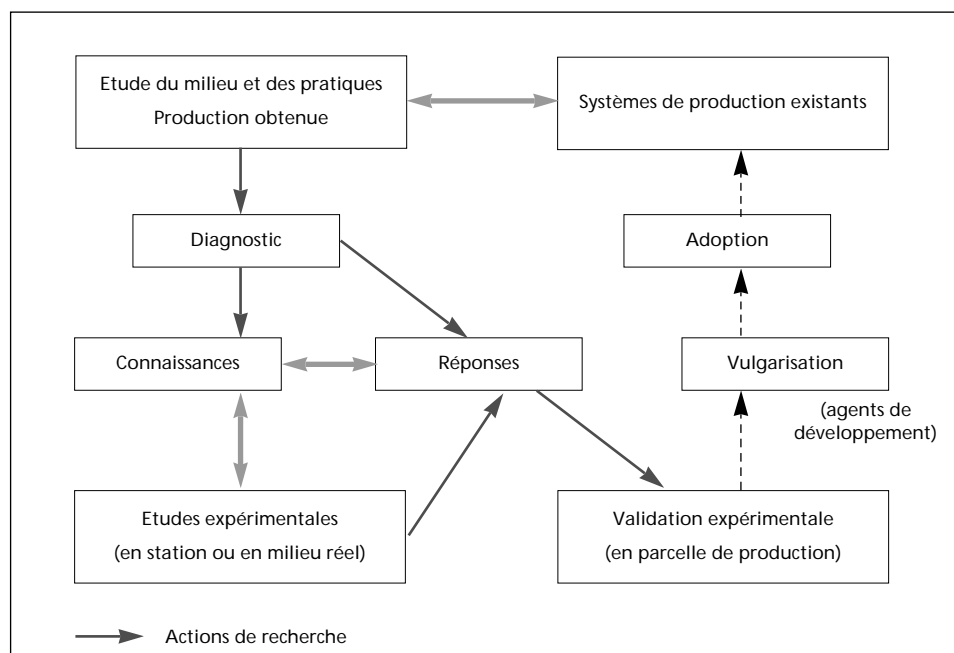 Etude du milieu et des pratiques
Production obtenue
Systèmes de production existants
Diagnostic
Adoption
Connaissances
Réponses
Vulgarisation
(agents de
développement)
Etudes expérimentales
(en station ou en milieu réel)
Validation expérimentale
(en parcelle de production)
Actions de recherche